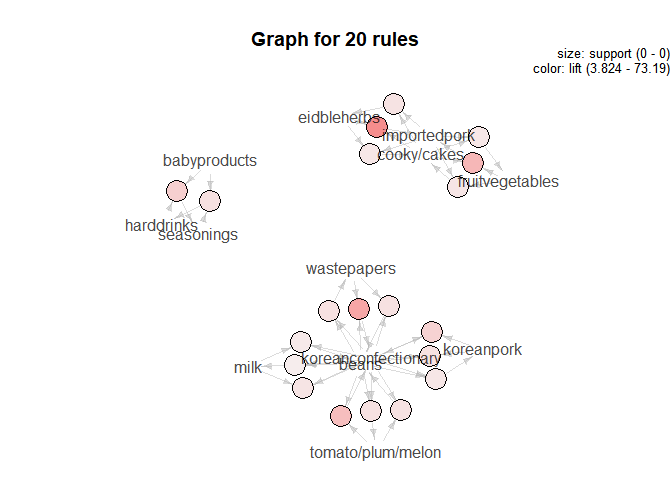 Graph for 20 rules
size: support (0 - 0)
color: lift (3.824 - 73.19)
eidbleherbs
importedpork
cooky/cakes
fruitvegetables
babyproducts
harddrinks
seasonings
wastepapers
koreanconfectionary
beans
koreanpork
milk
tomato/plum/melon